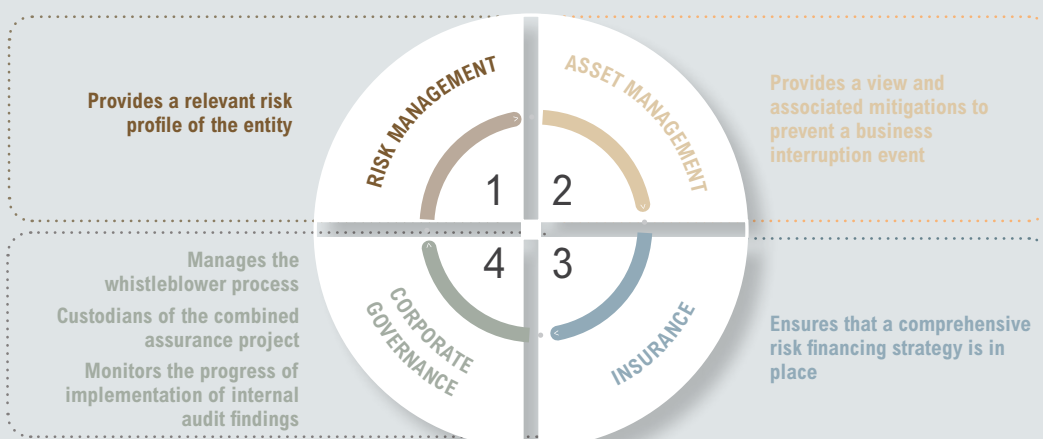 Provides a relevant risk
profile of the entity
RISK MANAGEMENT
1
ASSET MANAGEMENT
2
Provides a view and
associated mitigations to
prevent a business
interruption event
Manages the
whistleblower process
Custodians of the combined
assurance project
Monitors the progress of
implementation of internal
audit findings
4
CORPORATE
GOVERNANCE
3
INSURANCE
Ensures that a comprehensive
risk financing strategy is in
place